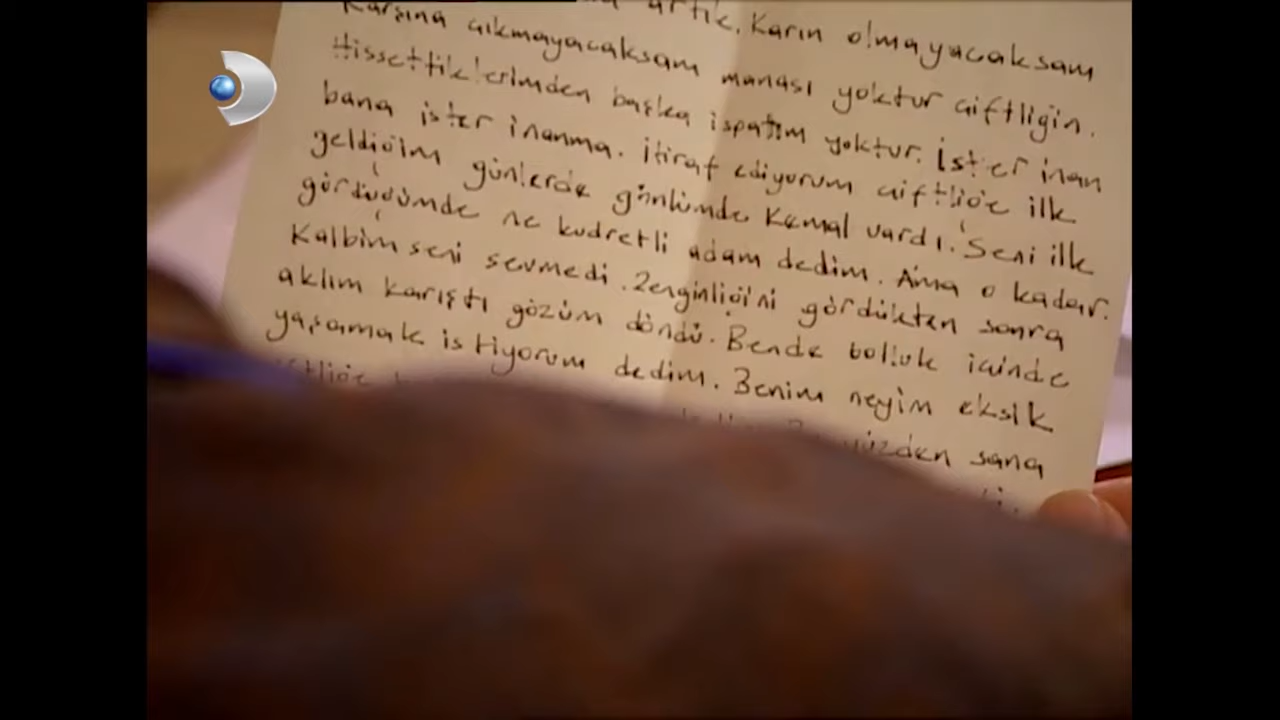 artık. Karın olmayacaksam
Karşına çıkmayacaksam manası yoktur çiftliğin.
Hissettiklerimden başka ispatım yoktur. İster inan
bana ister inanma. itiraf ediyorum çiftliğe ilk
geldiğim günlerde gönlümde Kemal vardı. Seni ilk
gördüğümde ne kudretli adam dedim. Ama o kadar.
Kalbim seni sevmedi. Zenginliğini gördükten sonra
aklım karıştı gözüm döndü. Bende bolluk içinde
yaşamak istiyorum dedim. Benim neyim eksik
yüzden sana